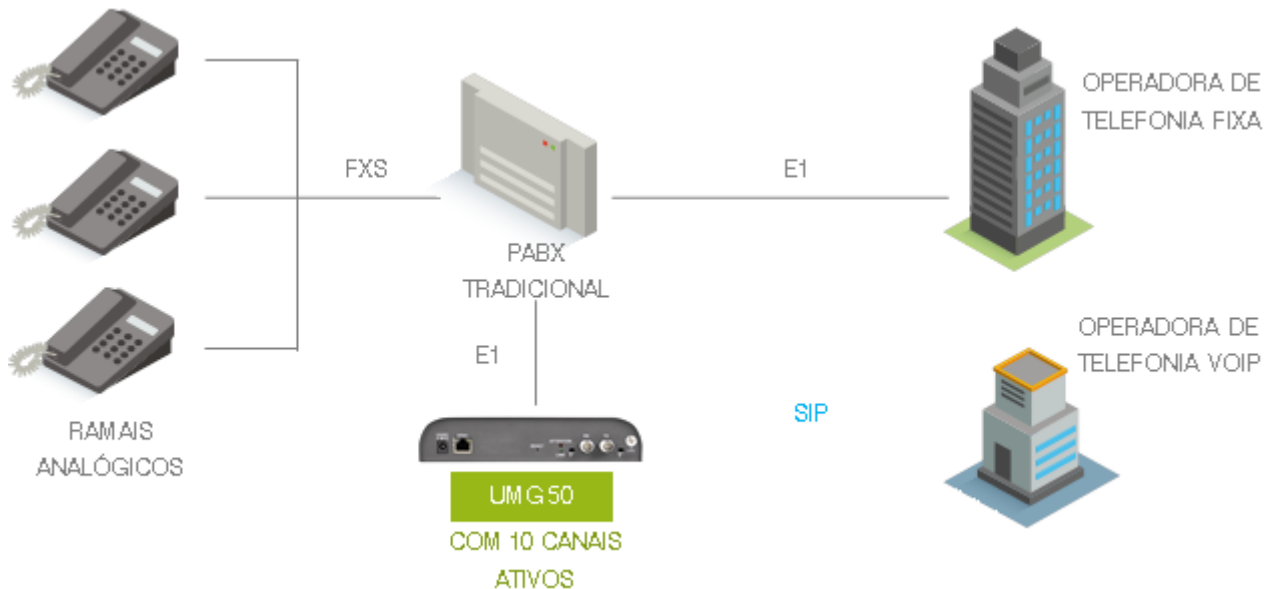 OPERADORA DE
TELEFONIA FIXA
FXS
E1
PABX
TRADICIONAL
OPERADORA DE
TELEFONIA VOIP
E1
SIP
RAMAIS
ANALÓGICOS
UMG50
COM 10 CANAIS
ATIVOS